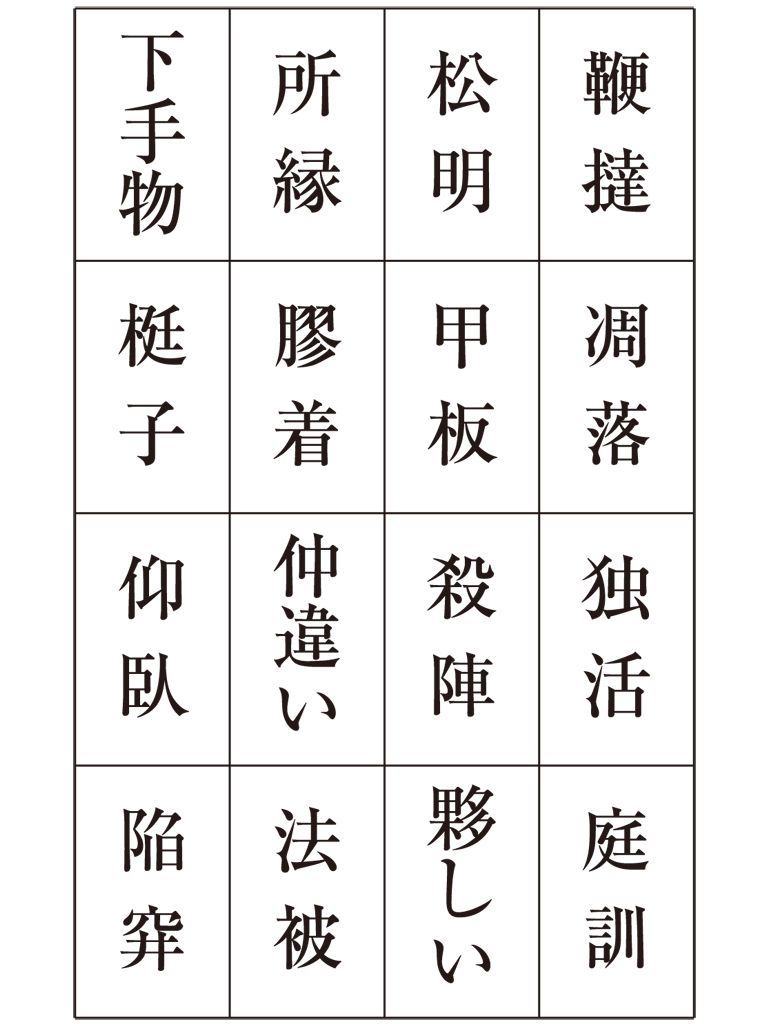 鞭撻
松明
所縁
下手物
凋落
甲板
膠着
梃子
独活
殺陣
仲違い
仰臥
庭訓
夥しい
法被
陥穽